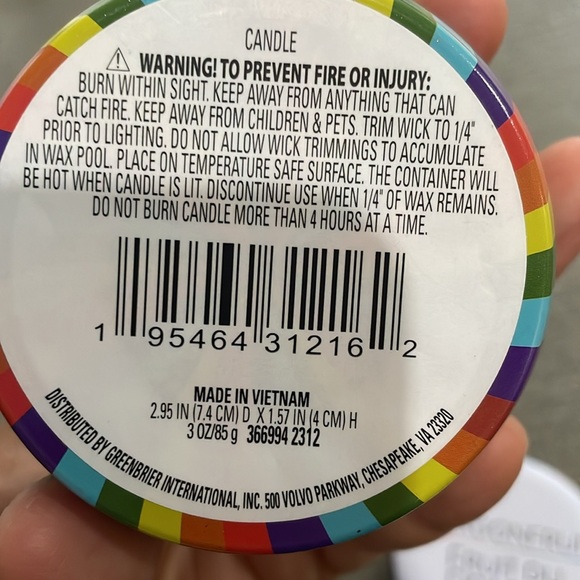 CANDLE
⚠ WARNING! TO PREVENT FIRE OR INJURY:
BURN WITHIN SIGHT. KEEP AWAY FROM ANYTHING THAT CAN
CATCH FIRE. KEEP AWAY FROM CHILDREN & PETS. TRIM WICK TO 1/4"
PRIOR TO LIGHTING. DO NOT ALLOW WICK TRIMMINGS TO ACCUMULATE
IN WAX POOL. PLACE ON TEMPERATURE SAFE SURFACE. THE CONTAINER WILL
BE HOT WHEN CANDLE IS LIT. DISCONTINUE USE WHEN 1/4" OF WAX REMAINS.
DO NOT BURN CANDLE MORE THAN 4 HOURS AT A TIME.
1 95464 31216 2
MADE IN VIETNAM
2.95 IN (7.4 CM) D X 1.57 IN (4 CM) H
3 OZ/85 g 366994 2312
DISTRIBUTED BY GREENBRIER INTERNATIONAL, INC. 500 VOLVO PARKWAY, CHESAPEAKE, VA 23320